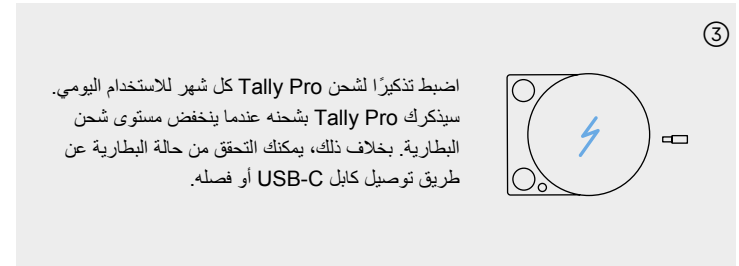 ③
اضبط تذكيرًا لشحن Tally Pro كل شهر للاستخدام اليومي.
سيذكرك Tally Pro بشحنه عندما ينخفض مستوى شحن
البطارية. بخلاف ذلك، يمكنك التحقق من حالة البطارية عن
طريق توصيل كابل USB-C أو فصله.